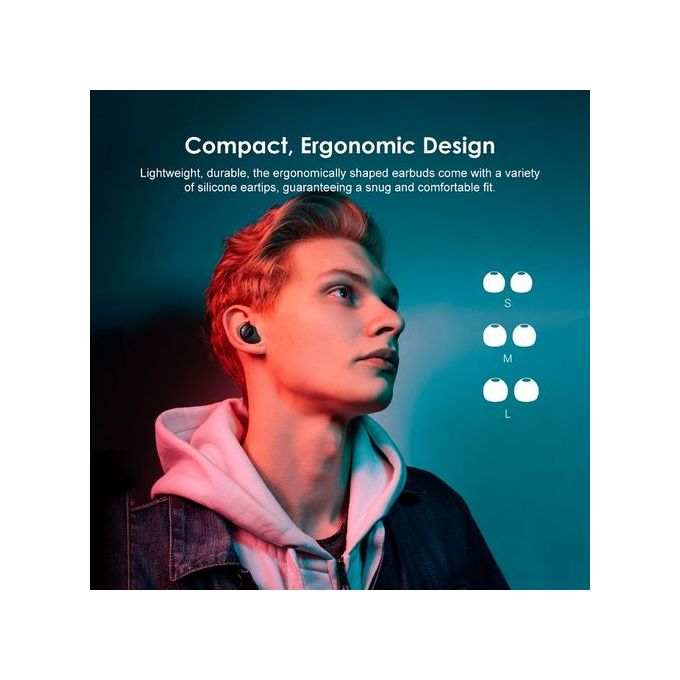 Compact, Ergonomic Design
Lightweight, durable, the ergonomically shaped earbuds come with a variety
of silicone eartips, guaranteeing a snug and comfortable fit.
S
M
L